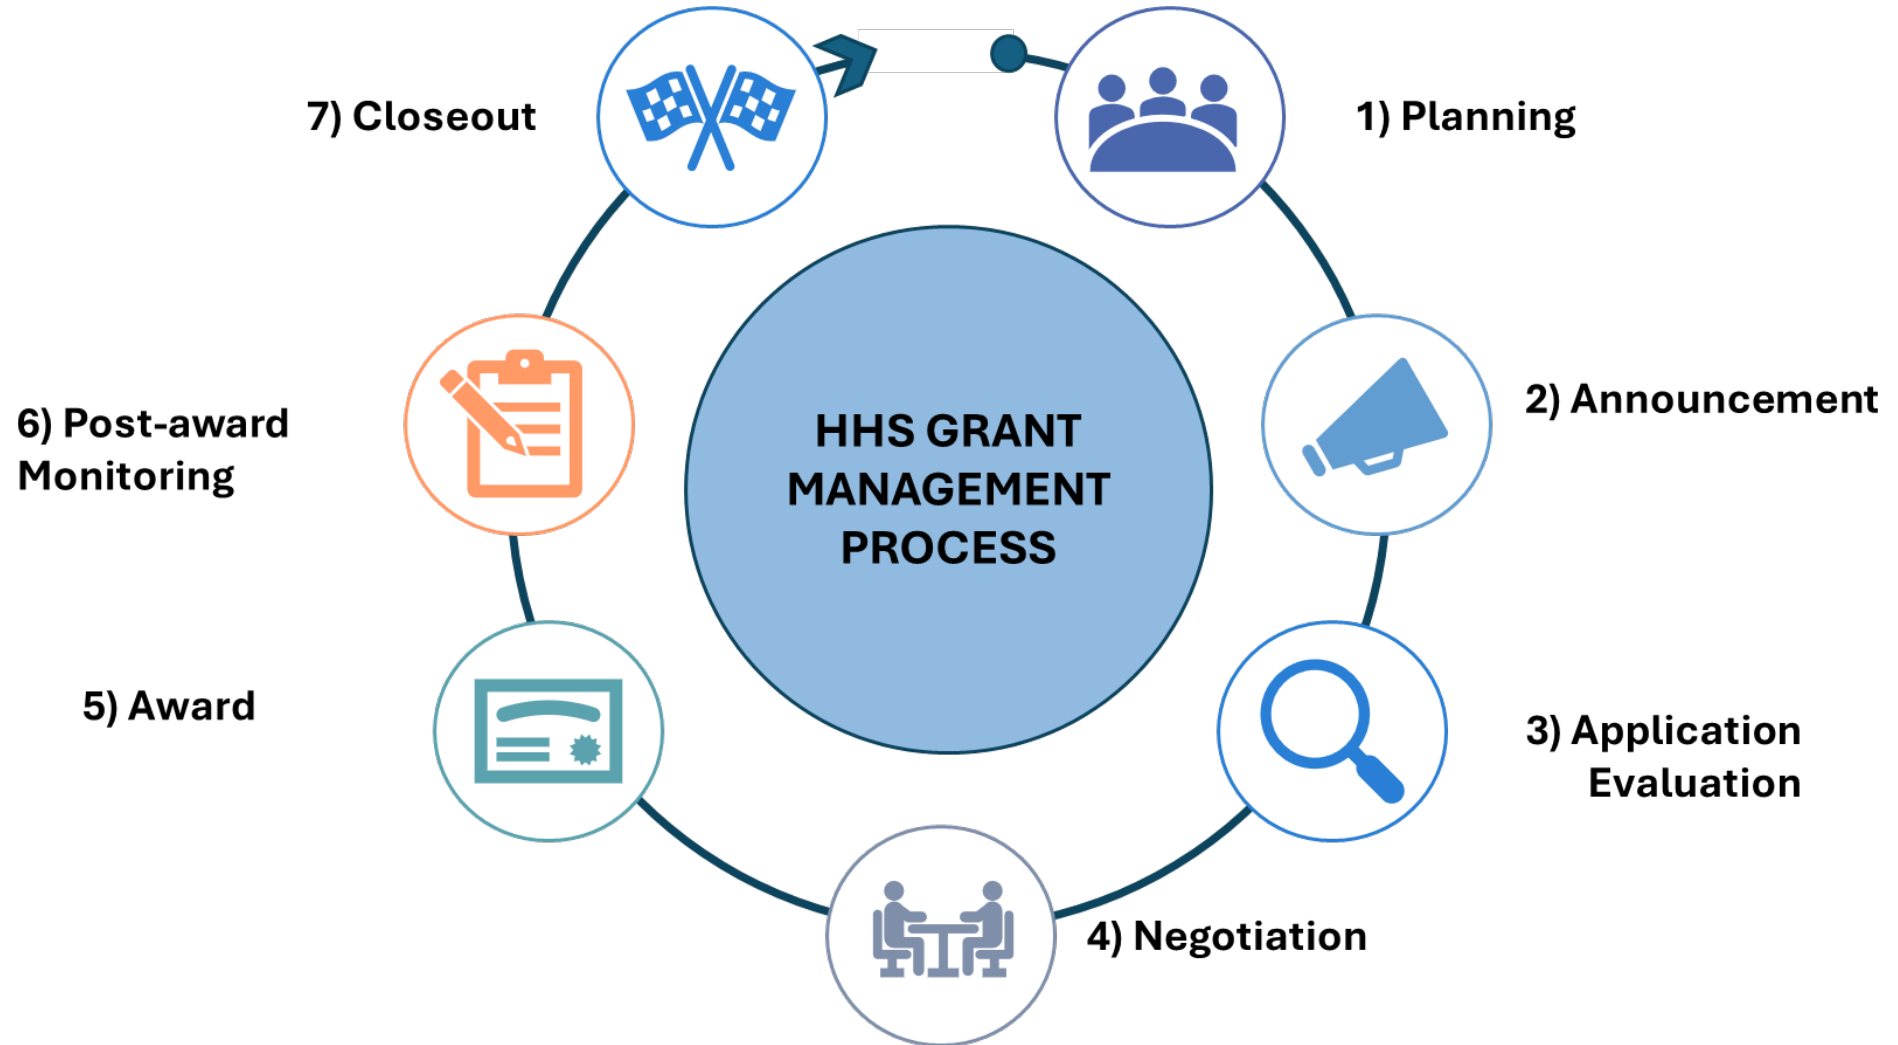 HHS GRANT
MANAGEMENT
PROCESS
1) Planning
2) Announcement
3) Application
Evaluation
4) Negotiation
5) Award
6) Post-award
Monitoring
7) Closeout